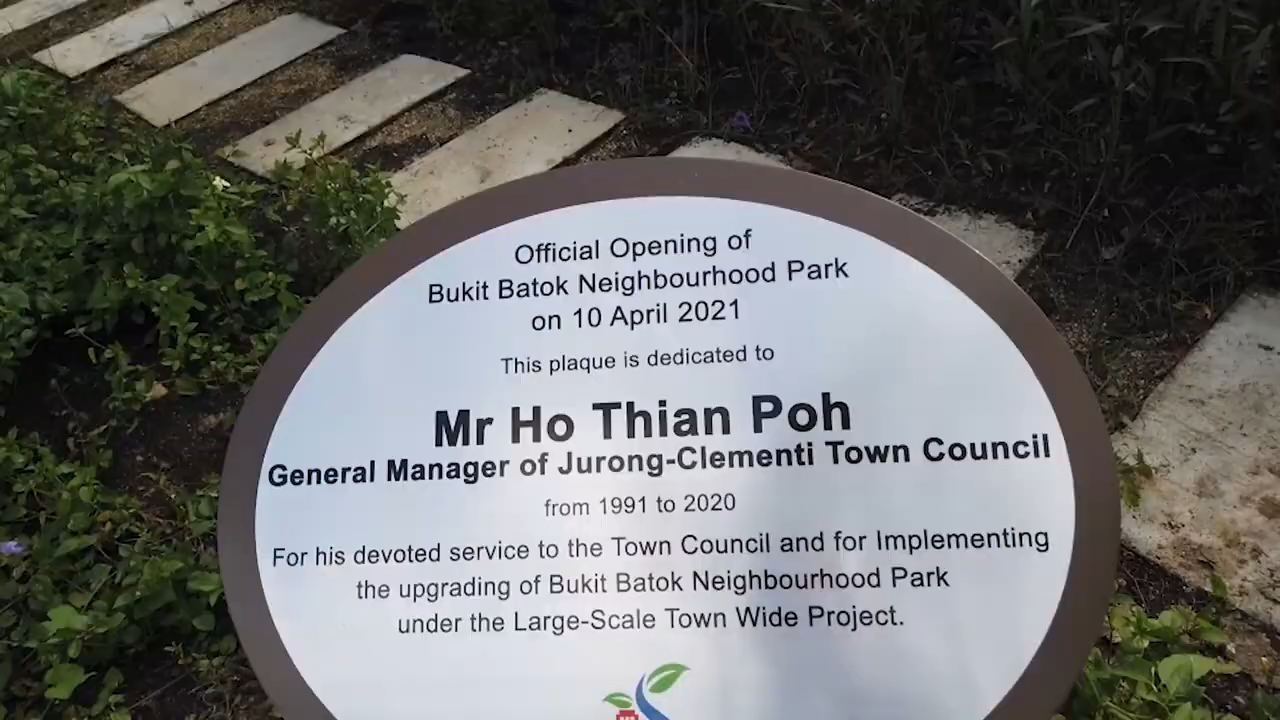 Official Opening of
Bukit Batok Neighbourhood Park
on 10 April 2021
This plaque is dedicated to
Mr Ho Thian Poh
General Manager of Jurong-Clementi Town Council
from 1991 to 2020
For his devoted service to the Town Council and for Implementing
the upgrading of Bukit Batok Neighbourhood Park
under the Large-Scale Town Wide Project.